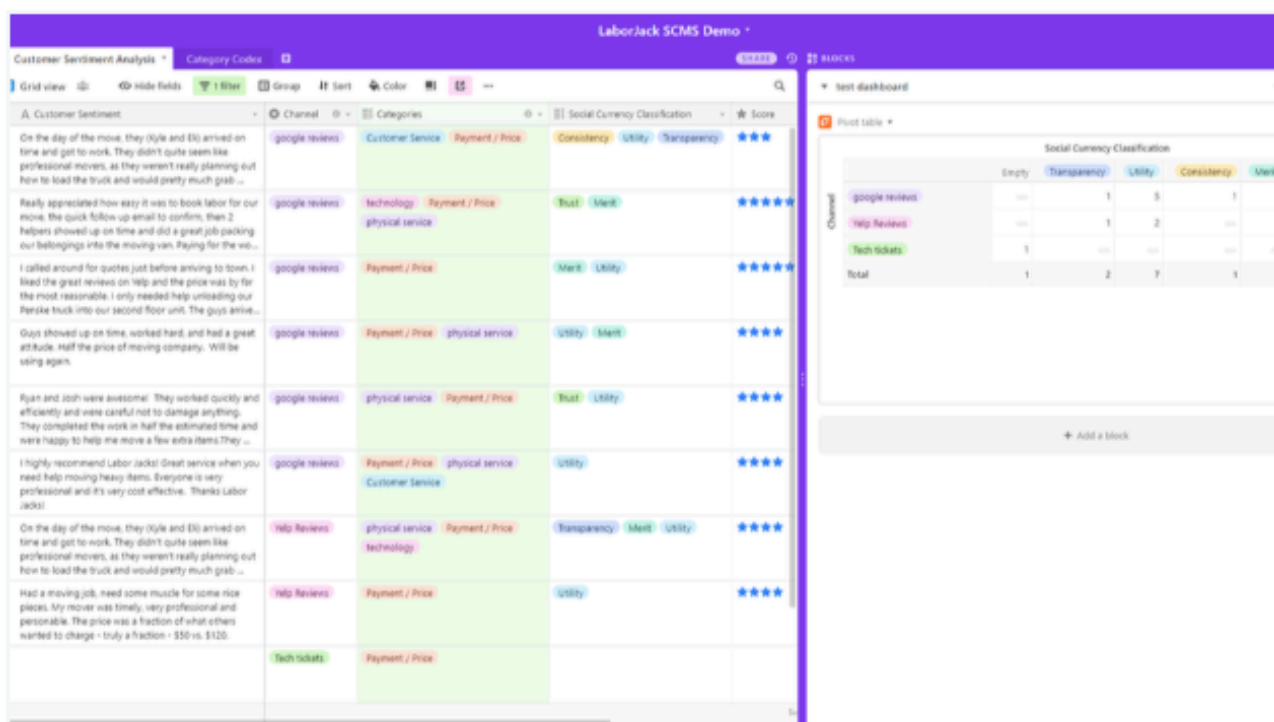 LaborJack SCMS Demo
Customer Sentiment Analysis
Category Codex
SHARE
BLOCKS
Grid view
Hide fields
1 filter
Group
Sort
Color
...
test dashboard
Customer Sentiment
Channel
Categories
Social Currency Classification
Score
On the day of the move, they (Kyle and Eli) arrived on
time and got to work. They didn't quite seem like
professional movers, as they weren't really planning out
how to load the truck and would pretty much grab ...
google reviews
Customer Service Payment / Price
Consistency Utility Transparency
Really appreciated how easy it was to book labor for our
move, the quick follow up email to confirm, then 2
helpers showed up on time and did a great job packing
our belongings into the moving van. Paying for the wo...
google reviews
technology Payment / Price
physical service
Trust Merit
I called around for quotes just before arriving to town. I
liked the great reviews on Yelp and the price was by far
the most reasonable. I only needed help unloading our
Penske truck into our second floor unit. The guys arrive...
google reviews
Payment / Price
Merit Utility
Guys showed up on time, worked hard, and had a great
attitude. Half the price of moving company. Will be
using again.
google reviews
Payment / Price physical service
Utility Merit
Ryan and Josh were awesome! They worked quickly and
efficiently and were careful not to damage anything.
They completed the work in half the estimated time and
were happy to help me move a few extra items.They ...
google reviews
physical service Payment / Price
Trust Utility
I highly recommend Labor Jacks! Great service when you
need help moving heavy items. Everyone is very
professional and it's very cost effective. Thanks Labor
Jacks!
google reviews
Payment / Price physical service
Customer Service
Utility
On the day of the move, they (Kyle and Eli) arrived on
time and got to work. They didn't quite seem like
professional movers, as they weren't really planning out
how to load the truck and would pretty much grab ...
Yelp Reviews
physical service Payment / Price
technology
Transparency Merit Utility
Had a moving job, need some muscle for some nice
pieces. My mover was timely, very professional and
personable. The price was a fraction of what others
wanted to charge - truly a fraction - $50 vs. $120.
Yelp Reviews
Payment / Price
Utility
Tech tickets
Payment / Price
Pivot table
Social Currency Classification
Empty Transparency Utility Consistency Meri
Channel
google reviews -- 1 5 1
Yelp Reviews -- 1 2 --
Tech tickets 1 -- -- --
Total 1 2 7 1
+ Add a block